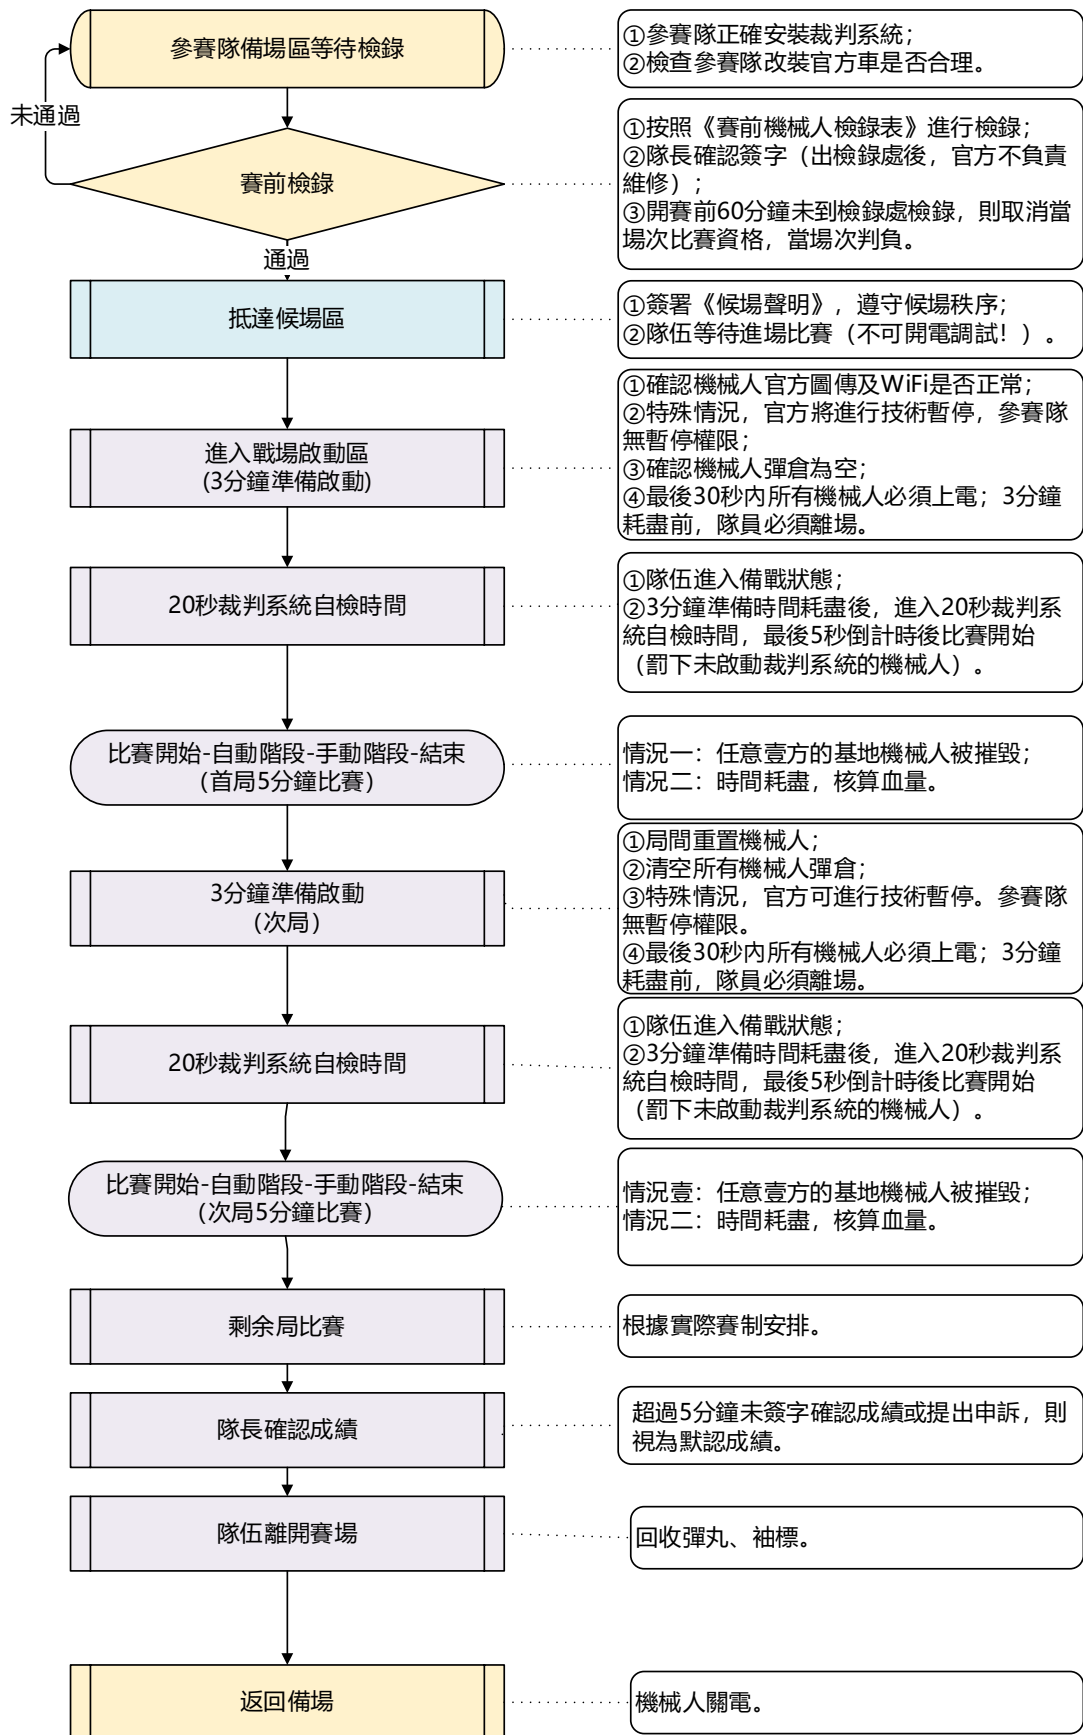 參賽隊備場區等待檢錄
①參賽隊正確安裝裁判系統；
②檢查參賽隊改裝官方車是否合理。
未通過
賽前檢錄
①按照《賽前機械人檢錄表》進行檢錄；
②隊長確認簽字（出檢錄處後，官方不負責
維修）；
③開賽前60分鐘未到檢錄處檢錄，則取消當
場次比賽資格，當場次判負。
通過
抵達候場區
①簽署《候場聲明》，遵守候場秩序；
②隊伍等待進場比賽（不可開電調試！）。
進入戰場啟動區
(3分鐘準備啟動)
①確認機械人官方圖傳及WiFi是否正常；
②特殊情況，官方將進行技術暫停，參賽隊
無暫停權限；
③確認機械人彈倉為空；
④最後30秒內所有機械人必須上電；3分鐘
耗盡前，隊員必須離場。
20秒裁判系統自檢時間
①隊伍進入備戰狀態；
②3分鐘準備時間耗盡後，進入20秒裁判系
統自檢時間，最後5秒倒計時後比賽開始
（罰下未啟動裁判系統的機械人）。
比賽開始-自動階段-手動階段-結束
（首局5分鐘比賽）
情況一：任意壹方的基地機械人被摧毀；
情況二：時間耗盡，核算血量。
3分鐘準備啟動
（次局）
①局間重置機械人；
②清空所有機械人彈倉；
③特殊情況，官方可進行技術暫停。參賽隊
無暫停權限。
④最後30秒內所有機械人必須上電；3分鐘
耗盡前，隊員必須離場。
20秒裁判系統自檢時間
①隊伍進入備戰狀態；
②3分鐘準備時間耗盡後，進入20秒裁判系
統自檢時間，最後5秒倒計時後比賽開始
（罰下未啟動裁判系統的機械人）。
比賽開始-自動階段-手動階段-結束
（次局5分鐘比賽）
情況壹：任意壹方的基地機械人被摧毀；
情況二：時間耗盡，核算血量。
剩余局比賽
根據實際賽制安排。
隊長確認成績
超過5分鐘未簽字確認成績或提出申訴，則
視為默認成績。
隊伍離開賽場
回收彈丸、袖標。
返回備場
機械人關電。